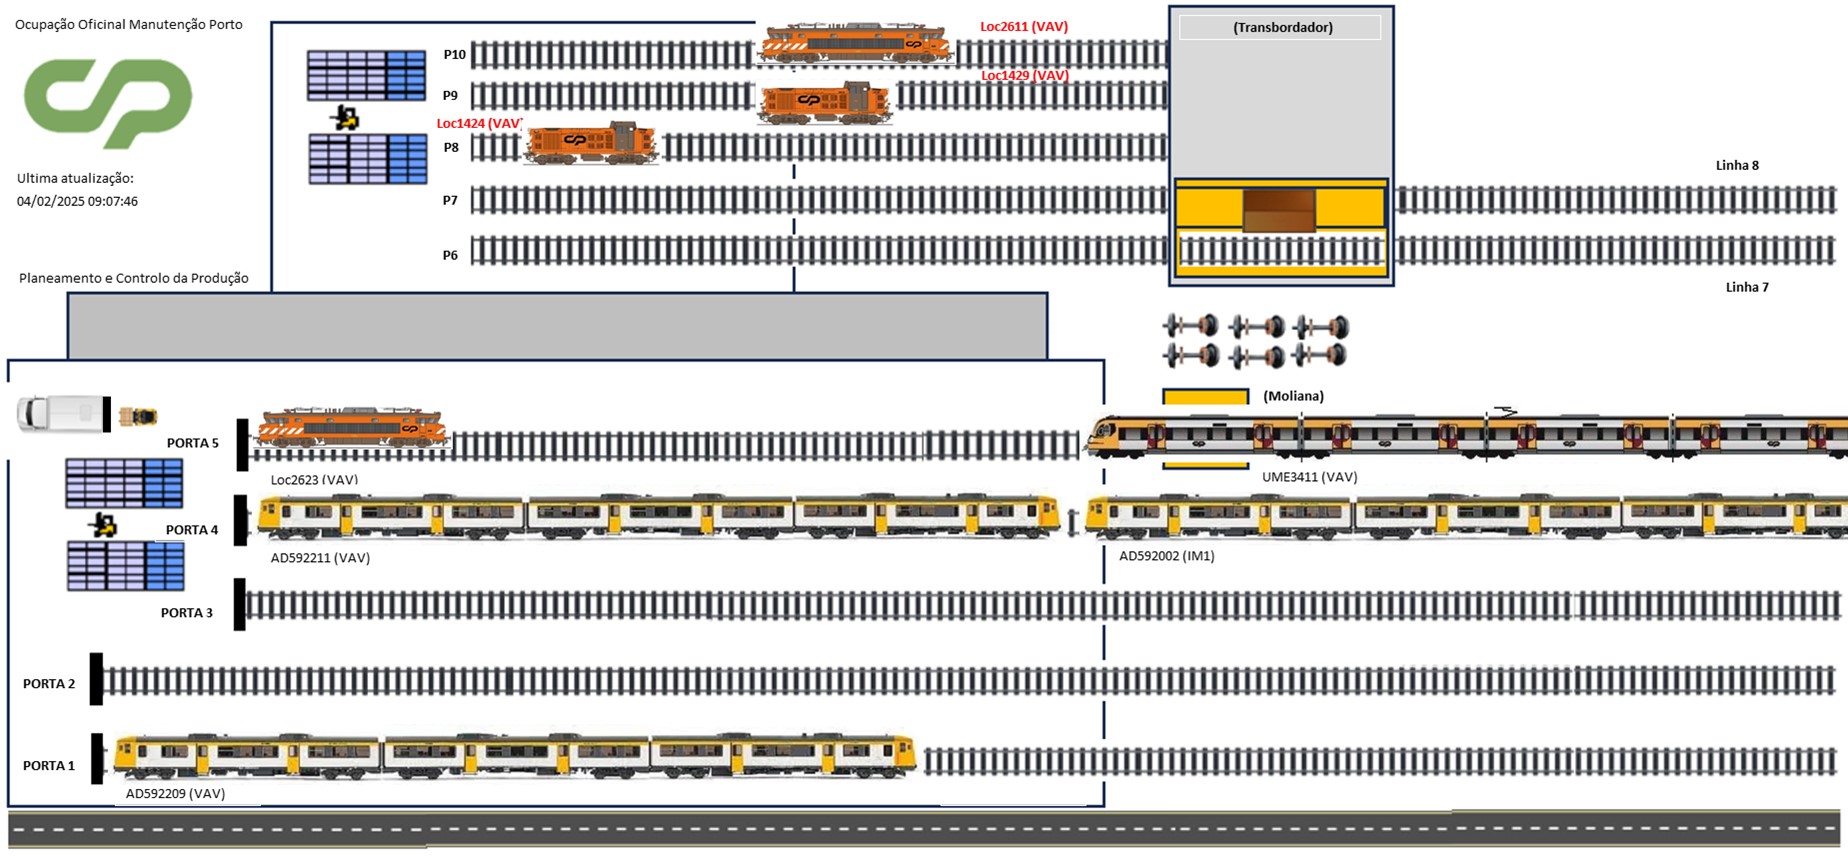 Ocupação Oficinal Manutenção Porto
Loc2611 (VAV)
(Transbordador)
P10
Loc1429 (VAV)
P9
Loc1424 (VAV)
P8
Linha 8
Ultima atualização:
04/02/2025 09:07:46
P7
P6
Planeamento e Controlo da Produção
Linha 7
(Moliana)
PORTA 5
Loc2623 (VAV)
UME3411 (VAV)
PORTA 4
AD592211 (VAV)
AD592002 (IM1)
PORTA 3
PORTA 2
PORTA 1
AD592209 (VAV)